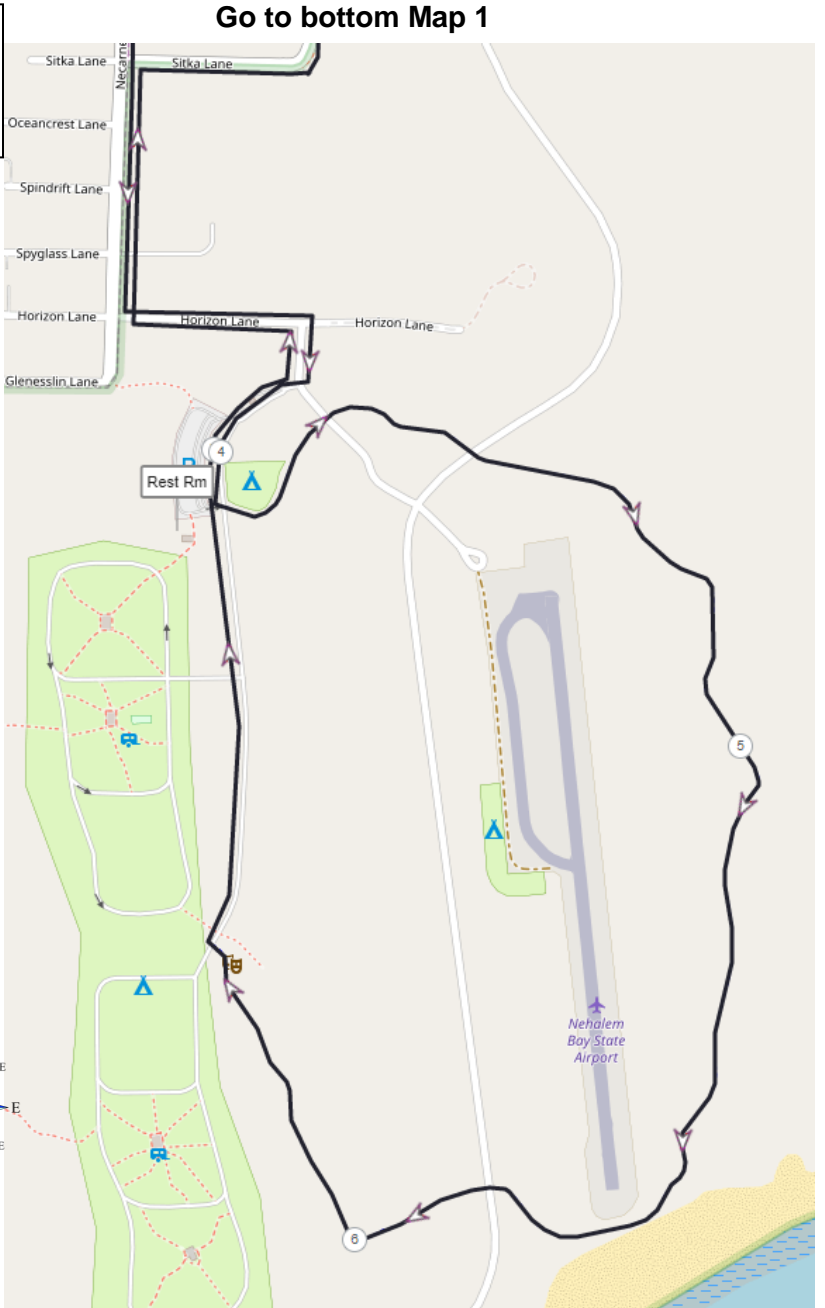 Go to bottom Map 1
Sitka Lane
Sitka Lane
Necarne
Oceancrest Lane
Spindrift Lane
Spyglass Lane
Horizon Lane
Horizon Lane
Horizon Lane
Glenesslin Lane
4
Rest Rm
5
Nehalem
Bay State
Airport
E
E
E
6